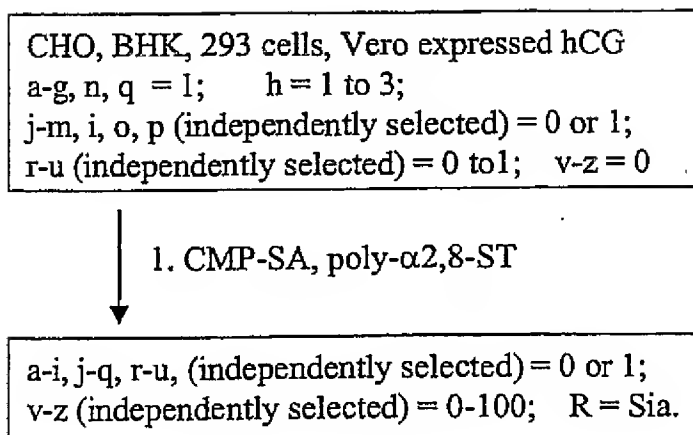 CHO, BHK, 293 cells, Vero expressed hCG
a-g, n, q = 1; h = 1 to 3;
j-m, i, o, p (independently selected) = 0 or 1;
r-u (independently selected) = 0 to1; v-z = 0
1. CMP-SA, poly-α2,8-ST
a-i, j-q, r-u, (independently selected) = 0 or 1;
v-z (independently selected) = 0-100; R = Sia.